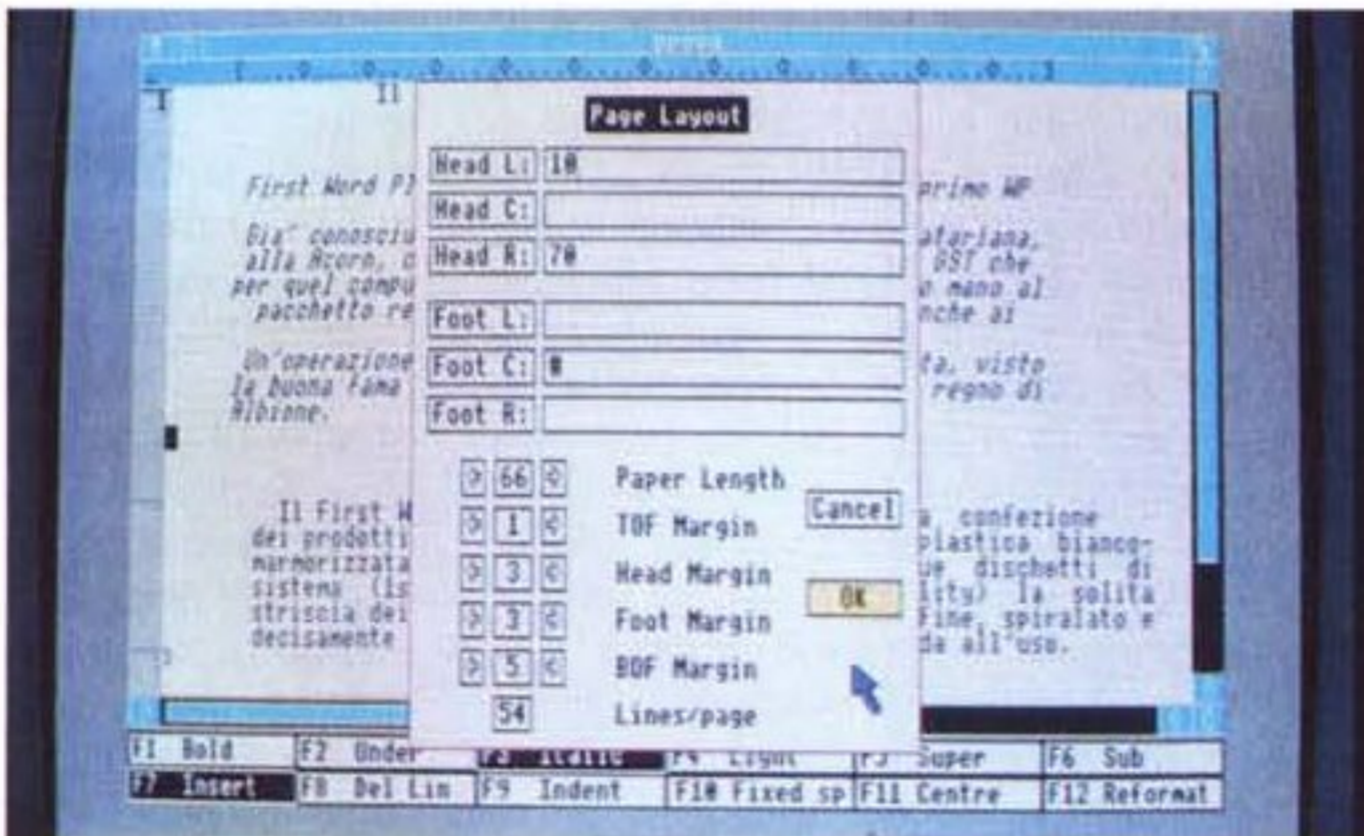 Il
Page Layout
Head L: 10
First Word Pl
primo WP
Head C:
Gia' conosciu
atariana,
alla Acorn, c
Head R: 70
GST che
per quel compu
o mano al
pacchetto re
nche ai
Foot L:
Un'operazione
ta, visto
Foot C: #
la buona fama
regno di
Albione.
Foot R:
> 66 < Paper Length
Cancel
Il First W
a confezione
> 1 < TOF Margin
dei prodotti
plastica bianco-
marmorizzata
ue dischetti di
> 3 < Head Margin
sistema (is
lity) la solita
OK
striscia dei
fine, spiralato e
> 3 < Foot Margin
decisamente
da all'uso.
> 5 < BOF Margin
54 Lines/page
F1 Bold F2 Under F3 Italic F4 Light F5 Super F6 Sub
F7 Insert F8 Del Lin F9 Indent F10 Fixed sp F11 Centre F12 Reformat